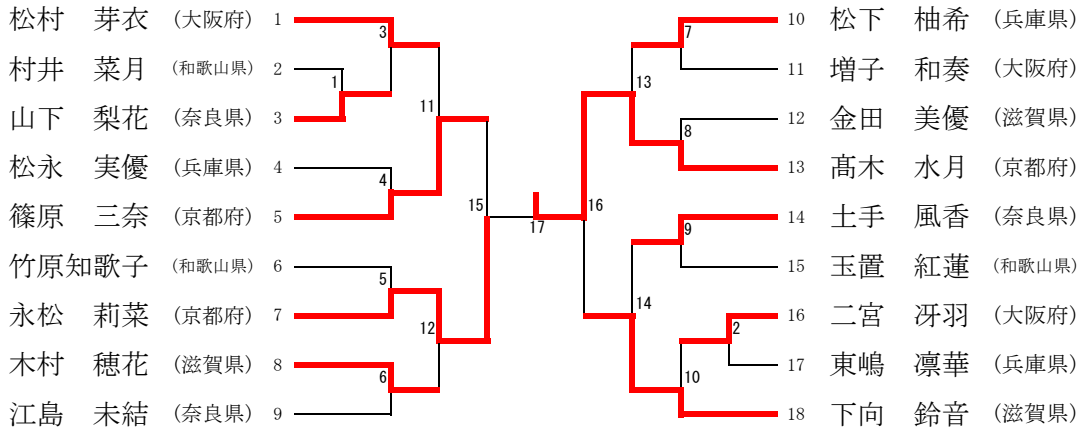 松村 芽衣 (大阪府) 1
村井 菜月 (和歌山県) 2
山下 梨花 (奈良県) 3
松永 実優 (兵庫県) 4
篠原 三奈 (京都府) 5
竹原知歌子 (和歌山県) 6
永松 莉菜 (京都府) 7
木村 穂花 (滋賀県) 8
江島 未結 (奈良県) 9
3
1
11
4
15
5
12
6
17
7
13
8
16
9
14
2
10
10 松下 柚希 (兵庫県)
11 増子 和奏 (大阪府)
12 金田 美優 (滋賀県)
13 髙木 水月 (京都府)
14 土手 風香 (奈良県)
15 玉置 紅蓮 (和歌山県)
16 二宮 冴羽 (大阪府)
17 東嶋 凛華 (兵庫県)
18 下向 鈴音 (滋賀県)